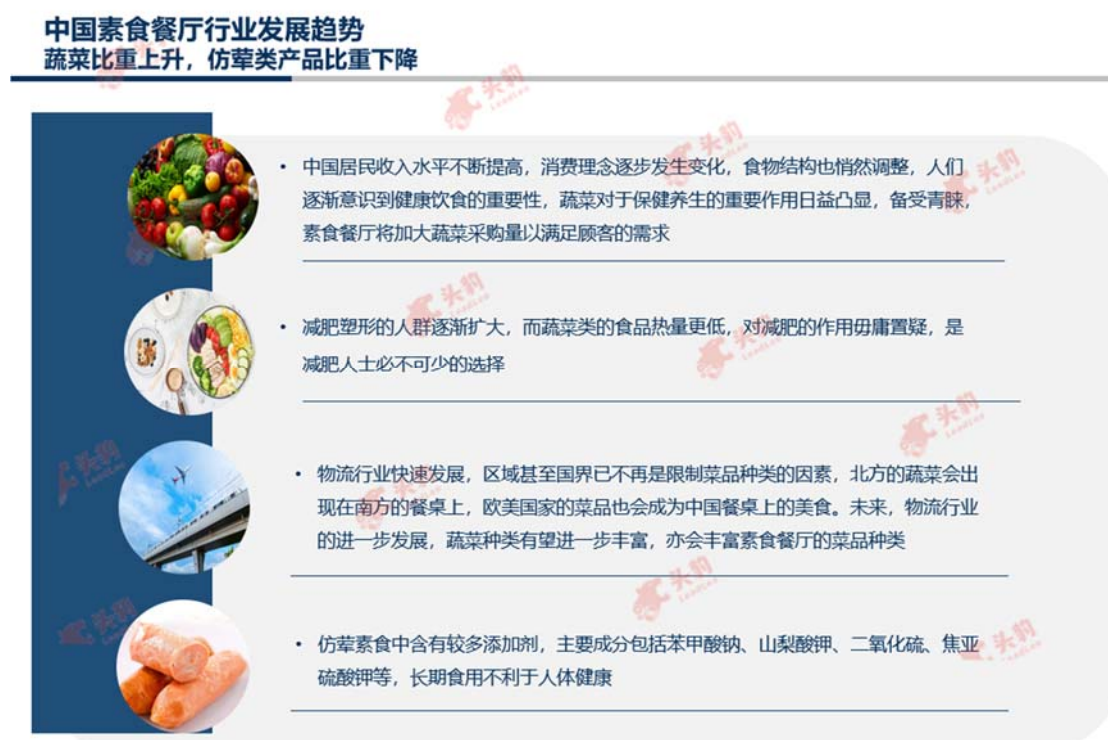 中国素食餐厅行业发展趋势
蔬菜比重上升，仿荤类产品比重下降
• 中国居民收入水平不断提高，消费理念逐步发生变化，食物结构也悄然调整，人们
逐渐意识到健康饮食的重要性，蔬菜对于保健养生的重要作用日益凸显，备受青睐，
素食餐厅将加大蔬菜采购量以满足顾客的需求
• 减肥塑形的人群逐渐扩大，而蔬菜类的食品热量更低，对减肥的作用毋庸置疑，是
减肥人士必不可少的选择
• 物流行业快速发展，区域甚至国界已不再是限制菜品种类的因素，北方的蔬菜会出
现在南方的餐桌上，欧美国家的菜品也会成为中国餐桌上的美食。未来，物流行业
的进一步发展，蔬菜种类有望进一步丰富，亦会丰富素食餐厅的菜品种类
• 仿荤素食中含有较多添加剂，主要成分包括苯甲酸钠、山梨酸钾、二氧化硫、焦亚
硫酸钾等，长期食用不利于人体健康
头豹
LeadLeo